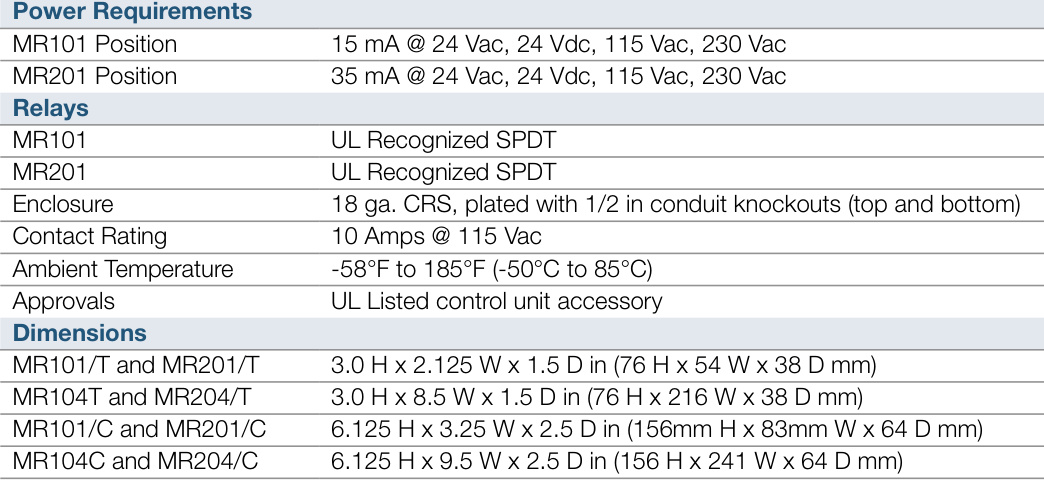 Power Requirements
MR101 Position 15 mA @ 24 Vac, 24 Vdc, 115 Vac, 230 Vac
MR201 Position 35 mA @ 24 Vac, 24 Vdc, 115 Vac, 230 Vac
Relays
MR101 UL Recognized SPDT
MR201 UL Recognized SPDT
Enclosure 18 ga. CRS, plated with 1/2 in conduit knockouts (top and bottom)
Contact Rating 10 Amps @ 115 Vac
Ambient Temperature -58°F to 185°F (-50°C to 85°C)
Approvals UL Listed control unit accessory
Dimensions
MR101/T and MR201/T 3.0 H x 2.125 W x 1.5 D in (76 H x 54 W x 38 D mm)
MR104T and MR204/T 3.0 H x 8.5 W x 1.5 D in (76 H x 216 W x 38 D mm)
MR101/C and MR201/C 6.125 H x 3.25 W x 2.5 D in (156mm H x 83mm W x 64 D mm)
MR104C and MR204/C 6.125 H x 9.5 W x 2.5 D in (156 H x 241 W x 64 D mm)